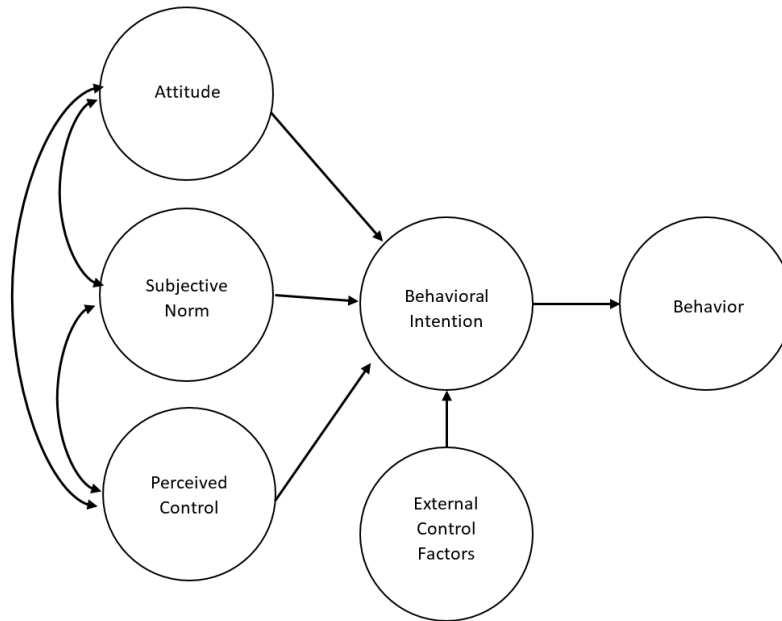 Attitude
Subjective
Norm
Perceived
Control
Behavioral
Intention
External
Control
Factors
Behavior